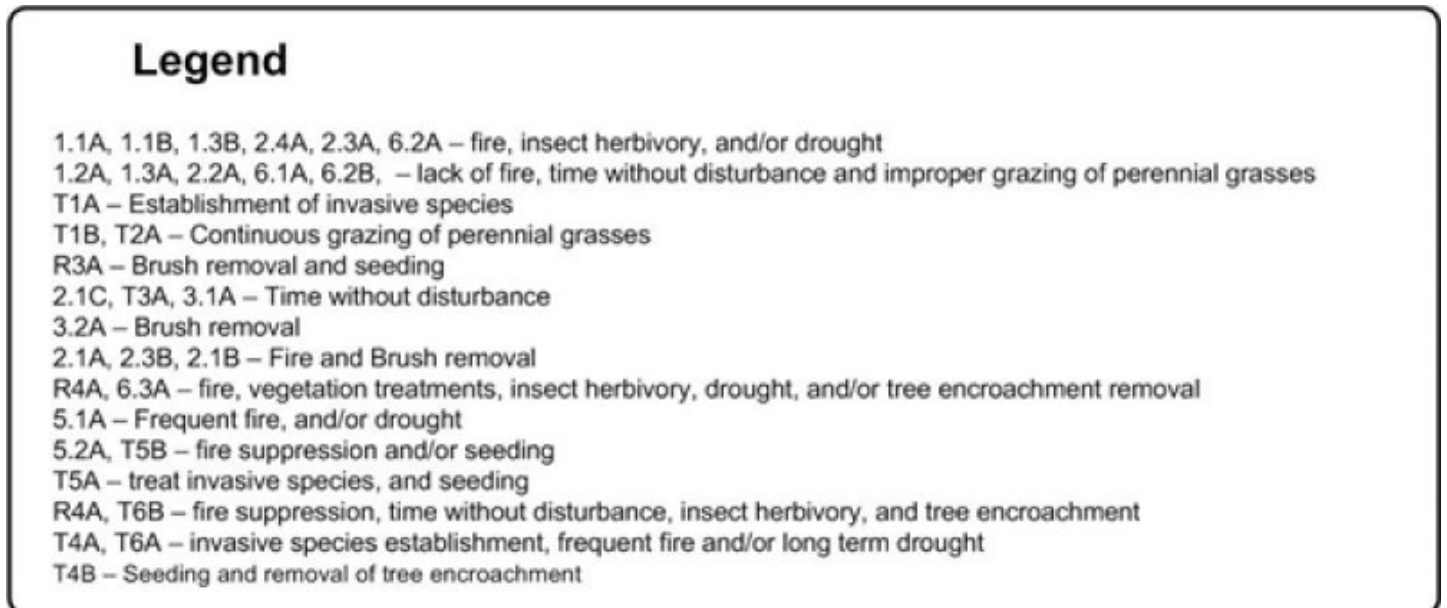 Legend
1.1A, 1.1B, 1.3B, 2.4A, 2.3A, 6.2A – fire, insect herbivory, and/or drought
1.2A, 1.3A, 2.2A, 6.1A, 6.2B, – lack of fire, time without disturbance and improper grazing of perennial grasses
T1A – Establishment of invasive species
T1B, T2A – Continuous grazing of perennial grasses
R3A – Brush removal and seeding
2.1C, T3A, 3.1A – Time without disturbance
3.2A – Brush removal
2.1A, 2.3B, 2.1B – Fire and Brush removal
R4A, 6.3A – fire, vegetation treatments, insect herbivory, drought, and/or tree encroachment removal
5.1A – Frequent fire, and/or drought
5.2A, T5B – fire suppression and/or seeding
T5A – treat invasive species, and seeding
R4A, T6B – fire suppression, time without disturbance, insect herbivory, and tree encroachment
T4A, T6A – invasive species establishment, frequent fire and/or long term drought
T4B – Seeding and removal of tree encroachment